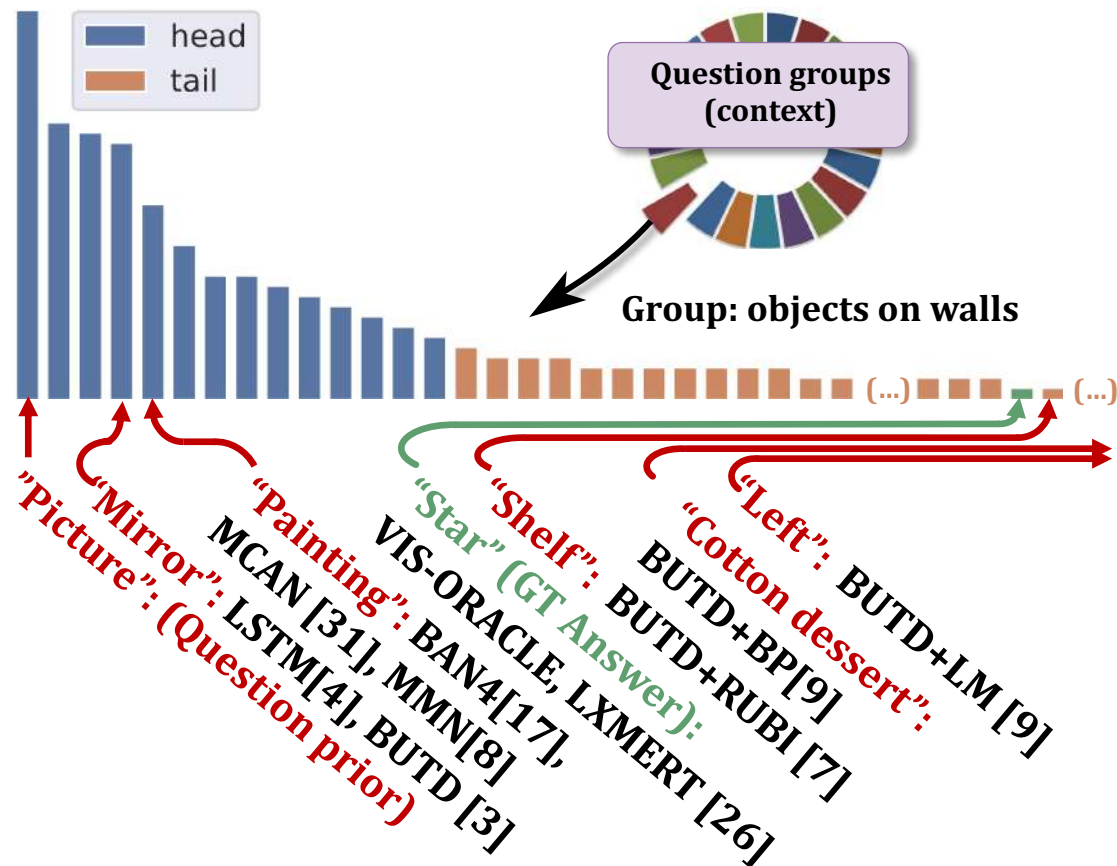 head
tail
Question groups
(context)
Group: objects on walls
(...)
(...)
”Picture”: (Question prior)
“Mirror”: LSTM[4], BUTD [3]
“Painting”: BAN4[17],
MCAN [31], MMN[8]
“Star” (GT Answer):
VIS-ORACLE, LXMERT [26]
“Shelf”: BUTD+RUBI [7]
“Cotton dessert”:
BUTD+BP[9]
“Left”: BUTD+LM [9]